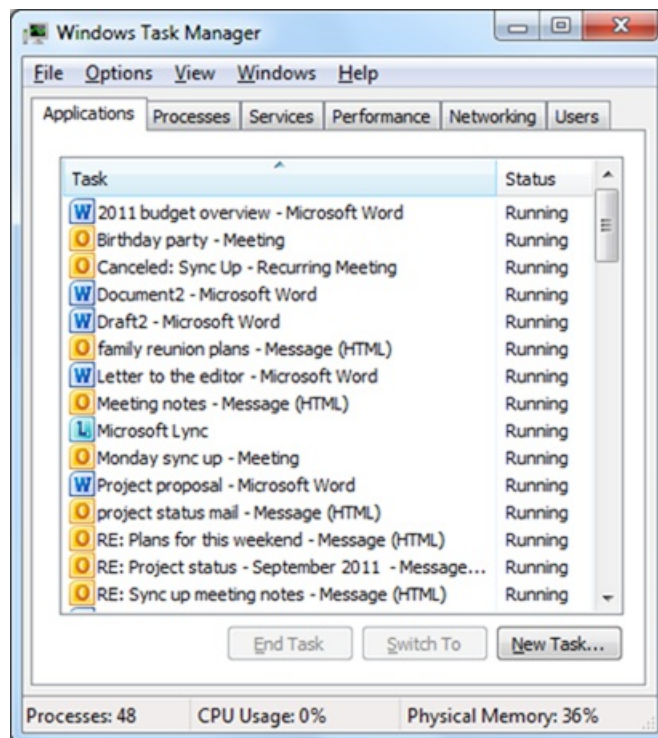 Windows Task Manager
File Options View Windows Help
Applications Processes Services Performance Networking Users
Task Status
2011 budget overview - Microsoft Word Running
Birthday party - Meeting Running
Canceled: Sync Up - Recurring Meeting Running
Document2 - Microsoft Word Running
Draft2 - Microsoft Word Running
family reunion plans - Message (HTML) Running
Letter to the editor - Microsoft Word Running
Meeting notes - Message (HTML) Running
Microsoft Lync Running
Monday sync up - Meeting Running
Project proposal - Microsoft Word Running
project status mail - Message (HTML) Running
RE: Plans for this weekend - Message (HTML) Running
RE: Project status - September 2011 - Message... Running
RE: Sync up meeting notes - Message (HTML) Running
End Task Switch To New Task...
Processes: 48 CPU Usage: 0% Physical Memory: 36%